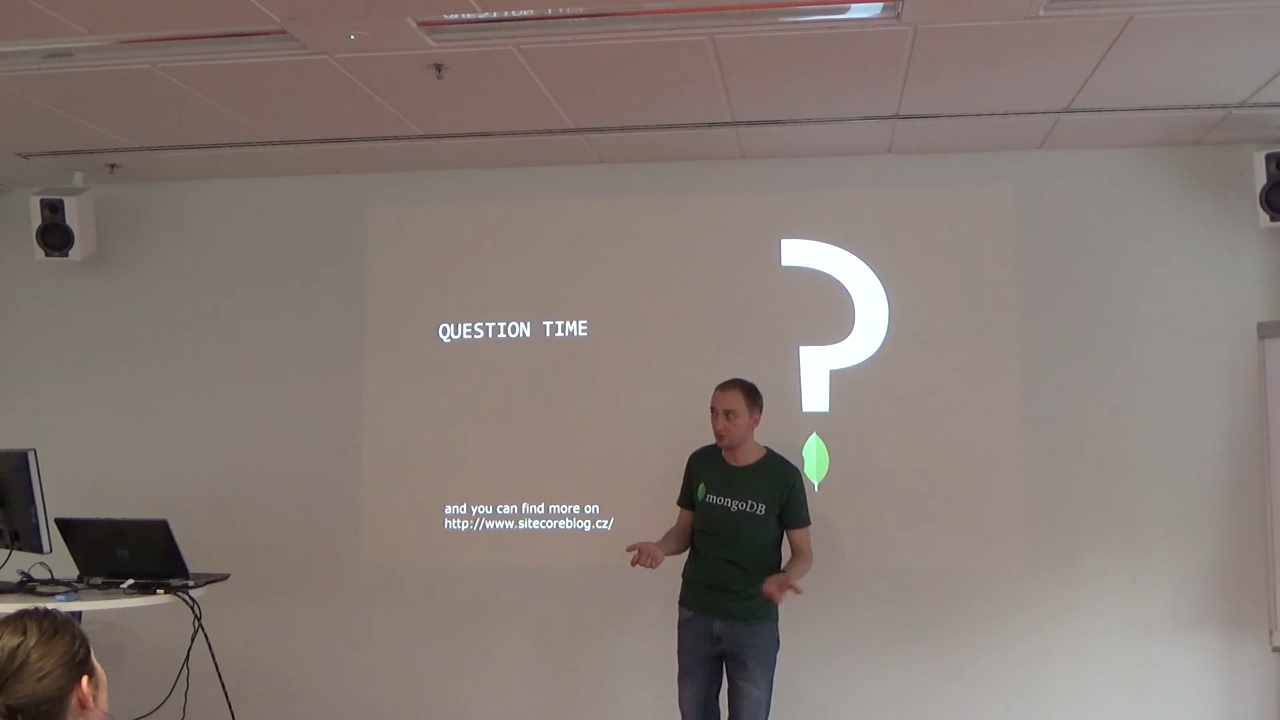 QUESTION TIME
?
mongoDB
and you can find more on
http://www.sitecoreblog.cz/